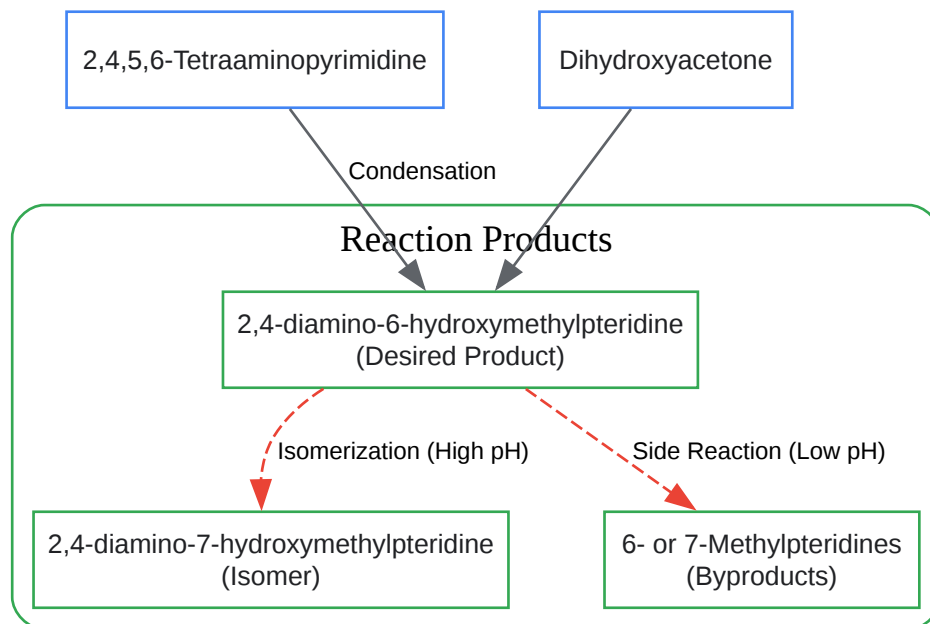 2,4,5,6-Tetraaminopyrimidine
Dihydroxyacetone
Condensation
Reaction Products
2,4-diamino-6-hydroxymethylpteridine
(Desired Product)
Isomerization (High pH)
Side Reaction (Low pH)
2,4-diamino-7-hydroxymethylpteridine
(Isomer)
6- or 7-Methylpteridines
(Byproducts)